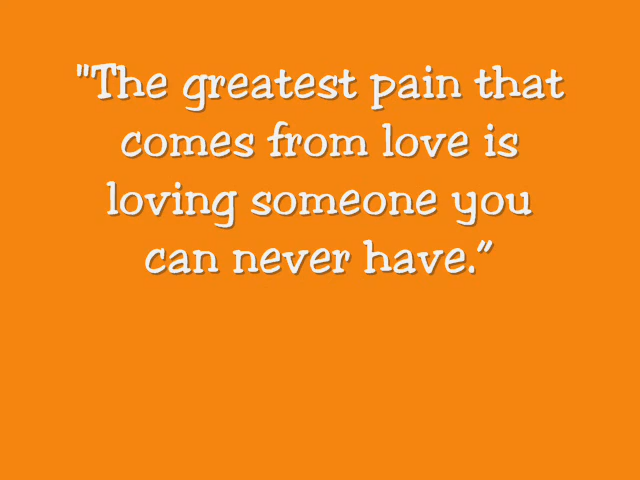 "The greatest pain that
comes from love is
loving someone you
can never have.”